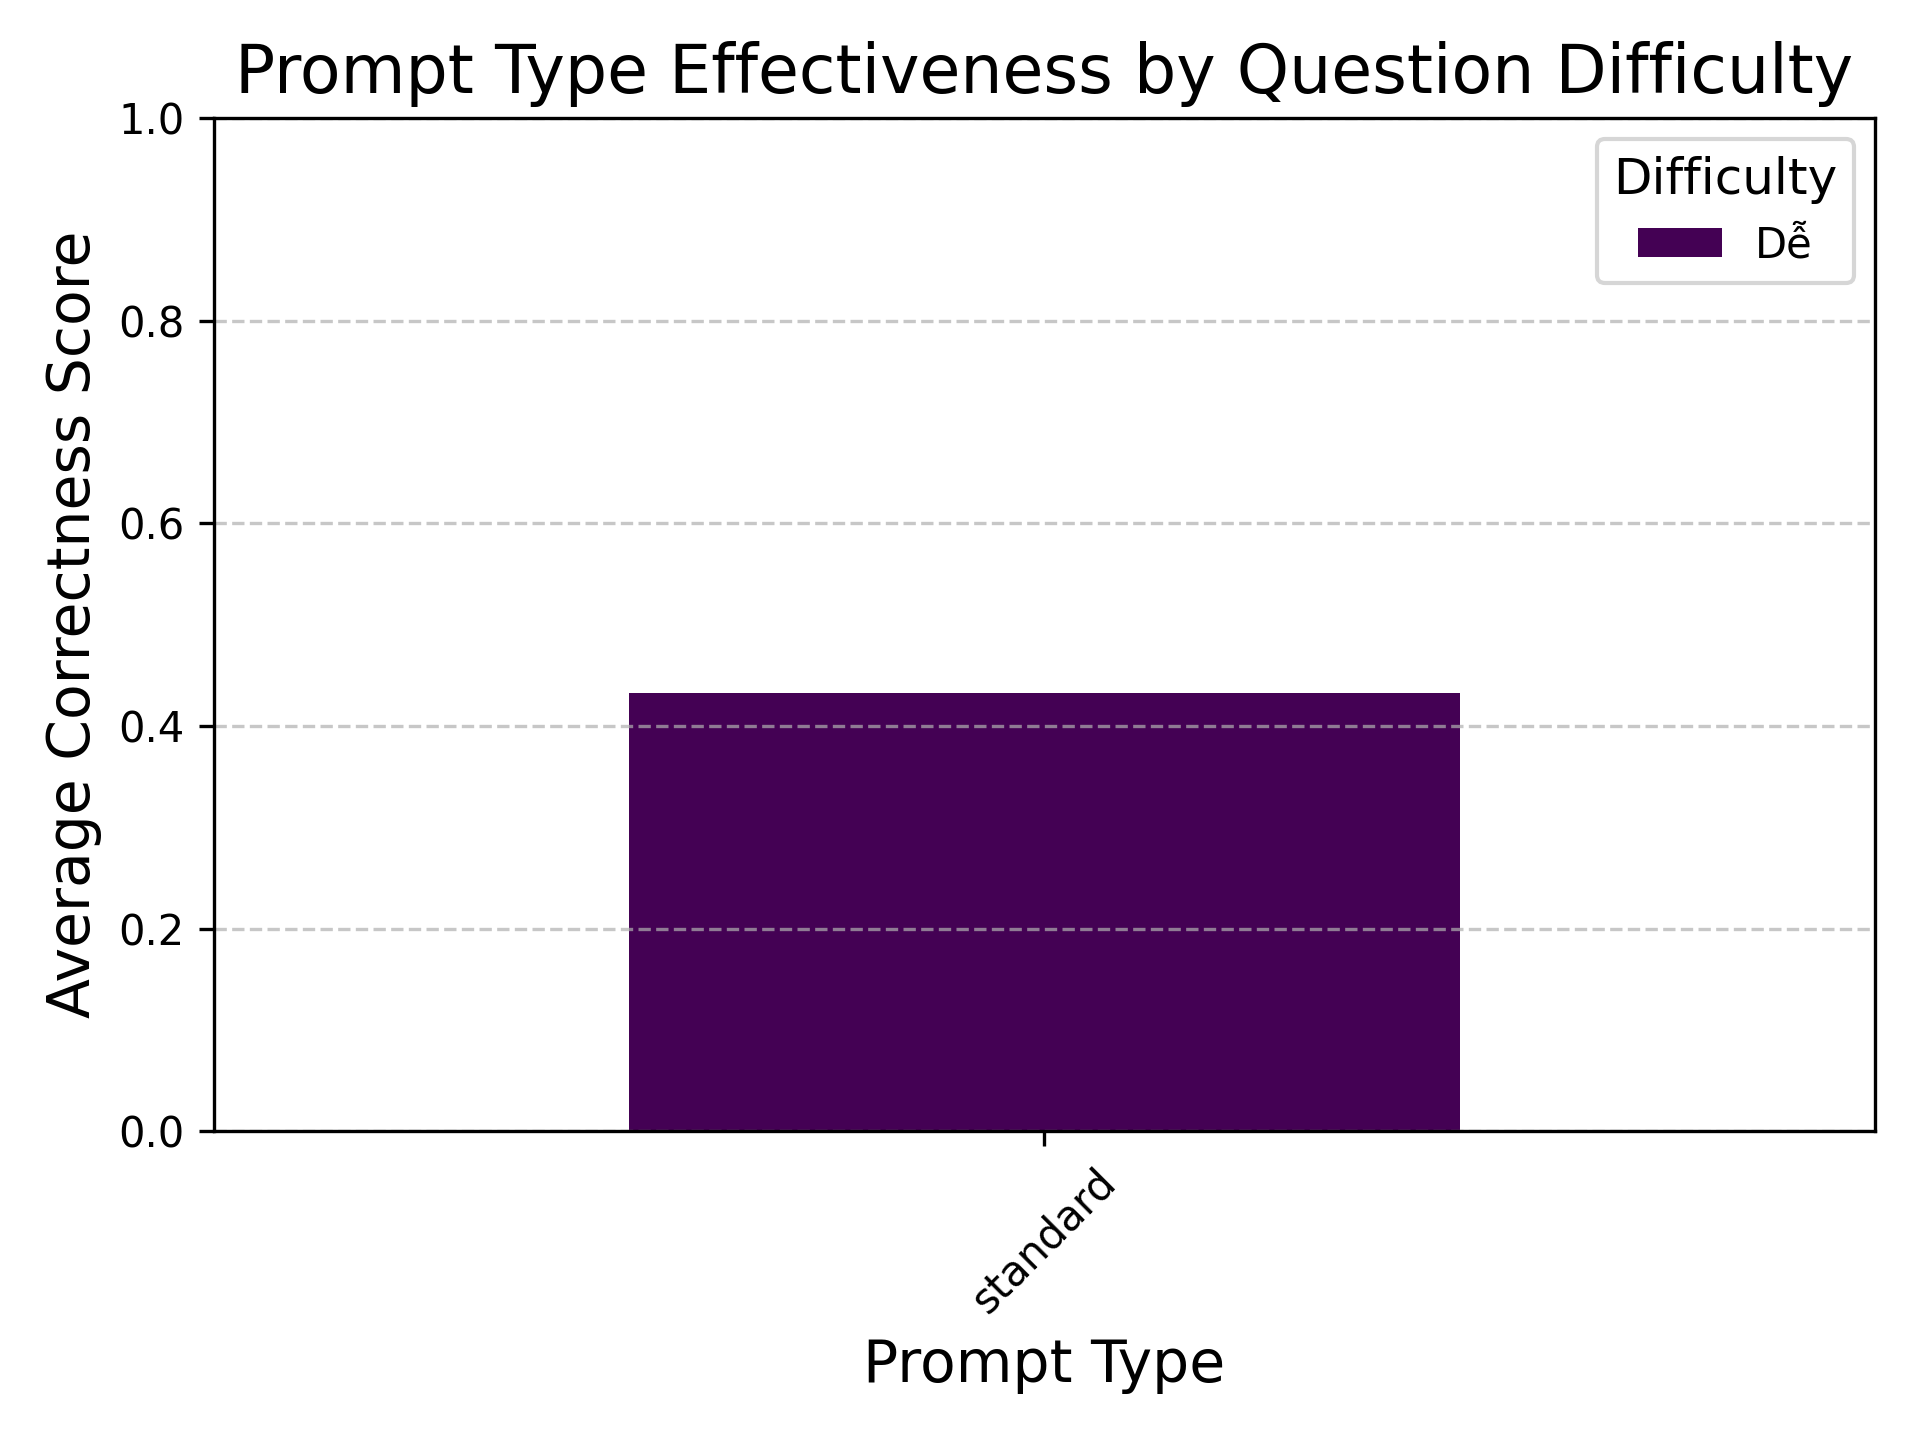 Prompt Type Effectiveness by Question Difficulty
Difficulty
Dễ
Average Correctness Score
1.0
0.8
0.6
0.4
0.2
0.0
standard
Prompt Type